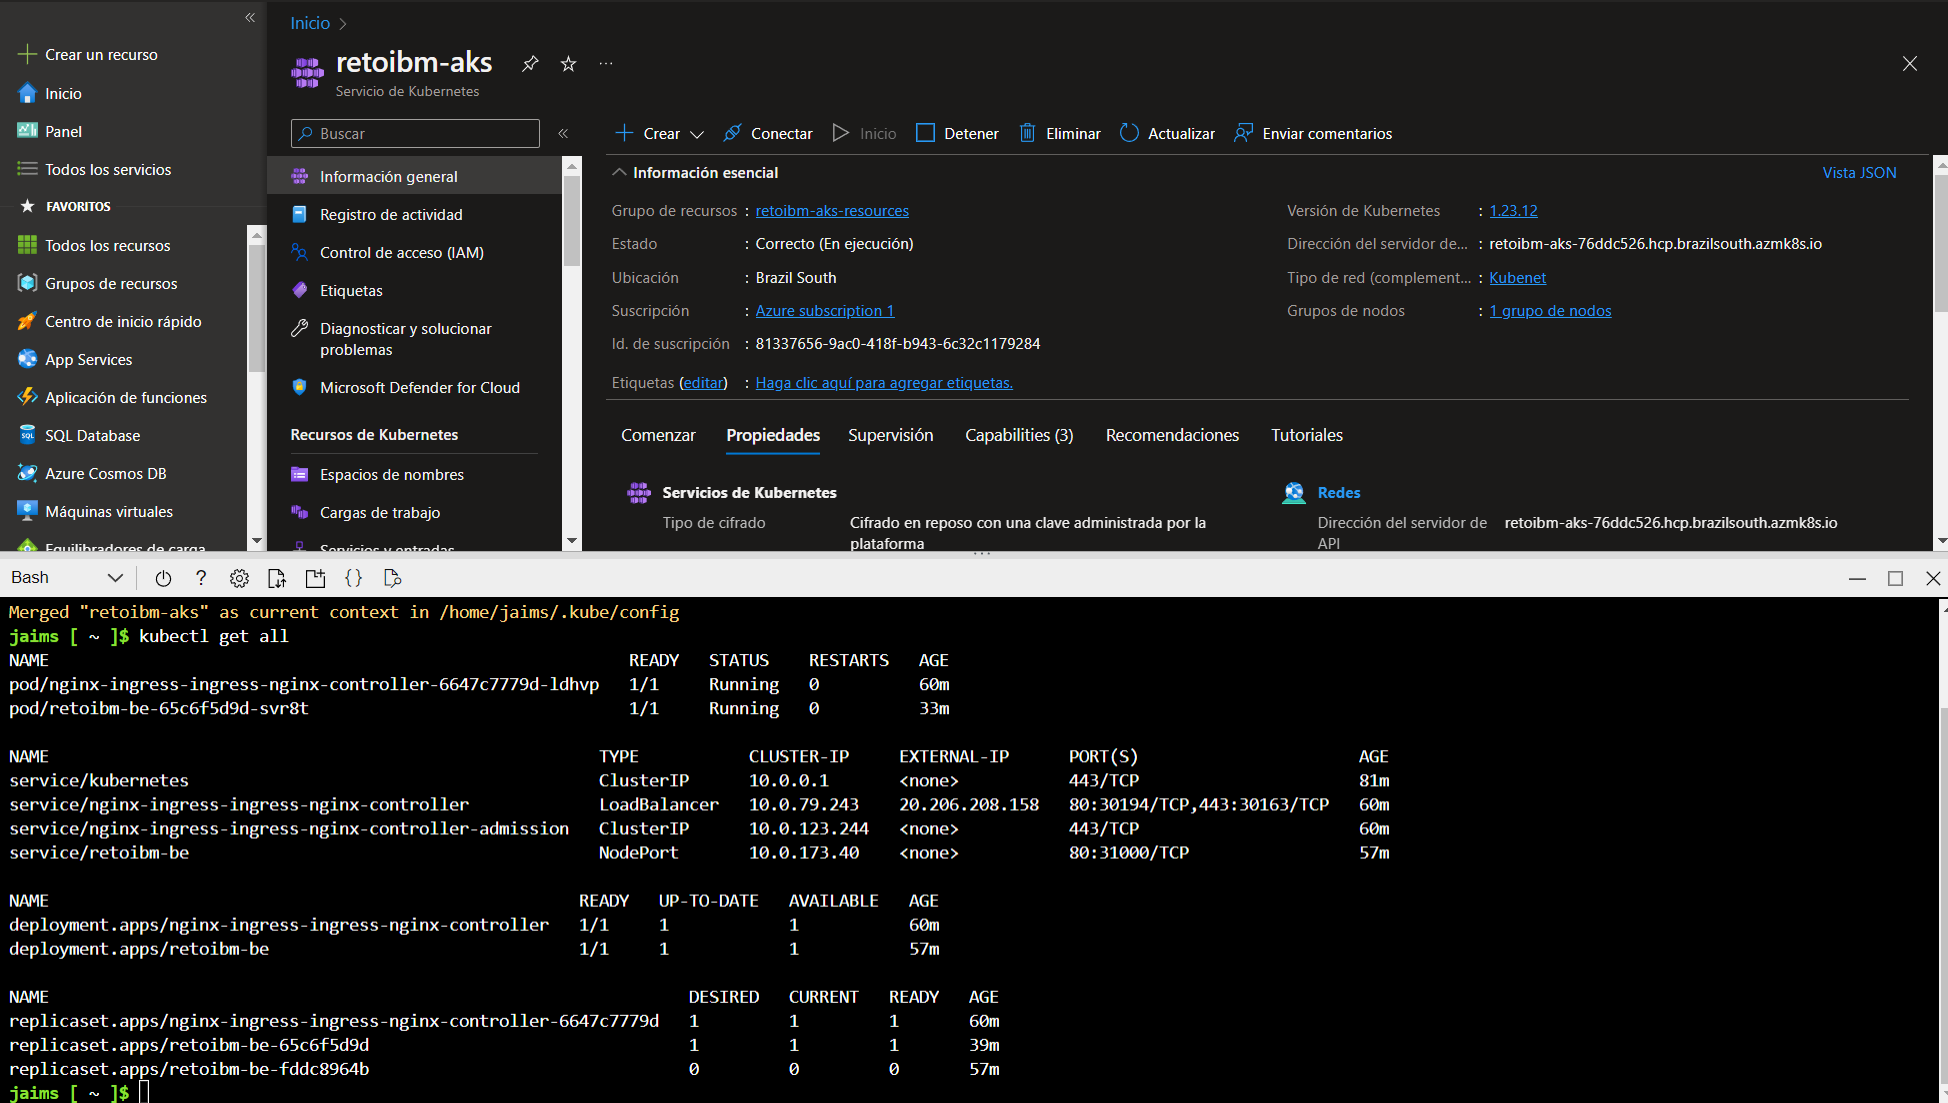 «
Crear un recurso
Inicio
Panel
Todos los servicios
FAVORITOS
Todos los recursos
Grupos de recursos
Centro de inicio rápido
App Services
Aplicación de funciones
SQL Database
Azure Cosmos DB
Máquinas virtuales
Equilibradores de carga
Inicio >
retoibm-aks ...
Servicio de Kubernetes
Buscar «
Información general
Registro de actividad
Control de acceso (IAM)
Etiquetas
Diagnosticar y solucionar
problemas
Microsoft Defender for Cloud
Recursos de Kubernetes
Espacios de nombres
Cargas de trabajo
Servicios y entradas
Crear Conectar Inicio Detener Eliminar Actualizar Enviar comentarios
Información esencial Vista JSON
Grupo de recursos : retoibm-aks-resources
Estado : Correcto (En ejecución)
Ubicación : Brazil South
Suscripción : Azure subscription 1
Id. de suscripción : 81337656-9ac0-418f-b943-6c32c1179284
Etiquetas (editar) : Haga clic aquí para agregar etiquetas.
Versión de Kubernetes : 1.23.12
Dirección del servidor de... : retoibm-aks-76ddc526.hcp.brazilsouth.azmk8s.io
Tipo de red (complement... : Kubenet
Grupos de nodos : 1 grupo de nodos
Comenzar Propiedades Supervisión Capabilities (3) Recomendaciones Tutoriales
Servicios de Kubernetes
Tipo de cifrado Cifrado en reposo con una clave administrada por la
plataforma
Redes
Dirección del servidor de retoibm-aks-76ddc526.hcp.brazilsouth.azmk8s.io
API
Bash ? {}
Merged "retoibm-aks" as current context in /home/jaims/.kube/config
jaims [ ~ ]$ kubectl get all
NAME READY STATUS RESTARTS AGE
pod/nginx-ingress-ingress-nginx-controller-6647c7779d-ldhvp 1/1 Running 0 60m
pod/retoibm-be-65c6f5d9d-svr8t 1/1 Running 0 33m
NAME TYPE CLUSTER-IP EXTERNAL-IP PORT(S) AGE
service/kubernetes ClusterIP 10.0.0.1 <none> 443/TCP 81m
service/nginx-ingress-ingress-nginx-controller LoadBalancer 10.0.79.243 20.206.208.158 80:30194/TCP,443:30163/TCP 60m
service/nginx-ingress-ingress-nginx-controller-admission ClusterIP 10.0.123.244 <none> 443/TCP 60m
service/retoibm-be NodePort 10.0.173.40 <none> 80:31000/TCP 57m
NAME READY UP-TO-DATE AVAILABLE AGE
deployment.apps/nginx-ingress-ingress-nginx-controller 1/1 1 1 60m
deployment.apps/retoibm-be 1/1 1 1 57m
NAME DESIRED CURRENT READY AGE
replicaset.apps/nginx-ingress-ingress-nginx-controller-6647c7779d 1 1 1 60m
replicaset.apps/retoibm-be-65c6f5d9d 1 1 1 39m
replicaset.apps/retoibm-be-fddc8964b 0 0 0 57m
jaims [ ~ ]$